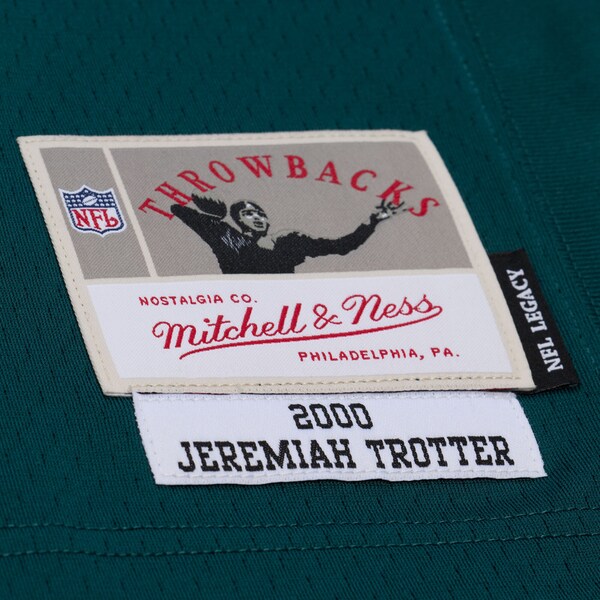 THROWBACKS
NFL
NOSTALGIA CO.
Mitchell & Ness
PHILADELPHIA, PA.
NFL LEGACY
2000
JEREMIAH TROTTER